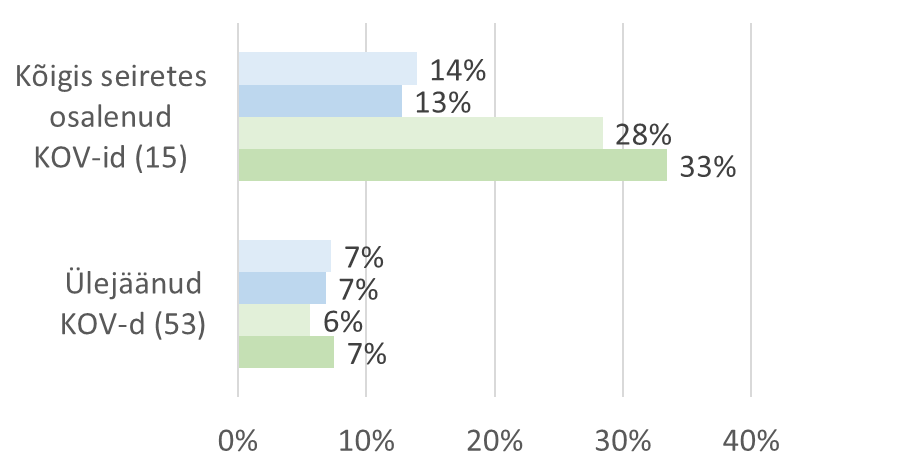 Kõigis seiretes
osalenud
KOV-id (15)
14%
13%
28%
33%
Ülejäänud
KOV-d (53)
7%
7%
6%
7%
0% 10% 20% 30% 40%